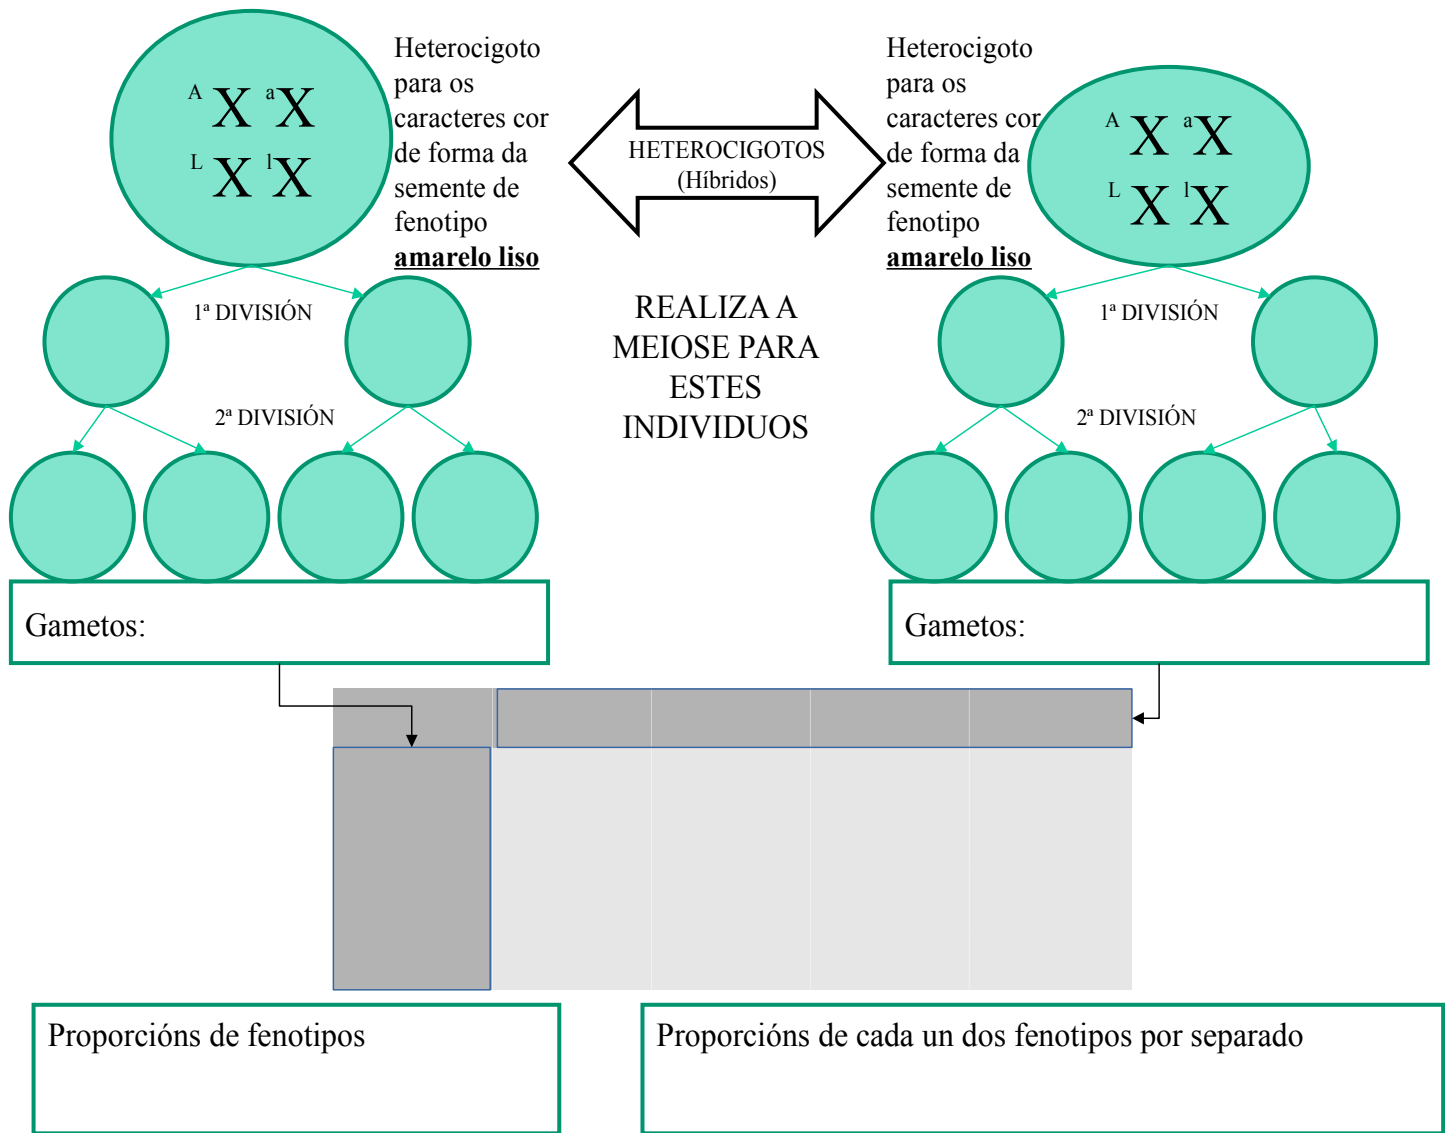 Heterocigoto
para os
caracteres cor
de forma da
semente de
fenotipo
amarelo liso
A X a X
L X l X
HETEROCIGOTOS
(Híbridos)
Heterocigoto
para os
caracteres cor
de forma da
semente de
fenotipo
amarelo liso
A X a X
L X l X
1ª DIVISIÓN
2ª DIVISIÓN
REALIZA A
MEIOSE PARA
ESTES
INDIVIDUOS
1ª DIVISIÓN
2ª DIVISIÓN
Gametos:
Gametos:
Proporcións de fenotipos
Proporcións de cada un dos fenotipos por separado